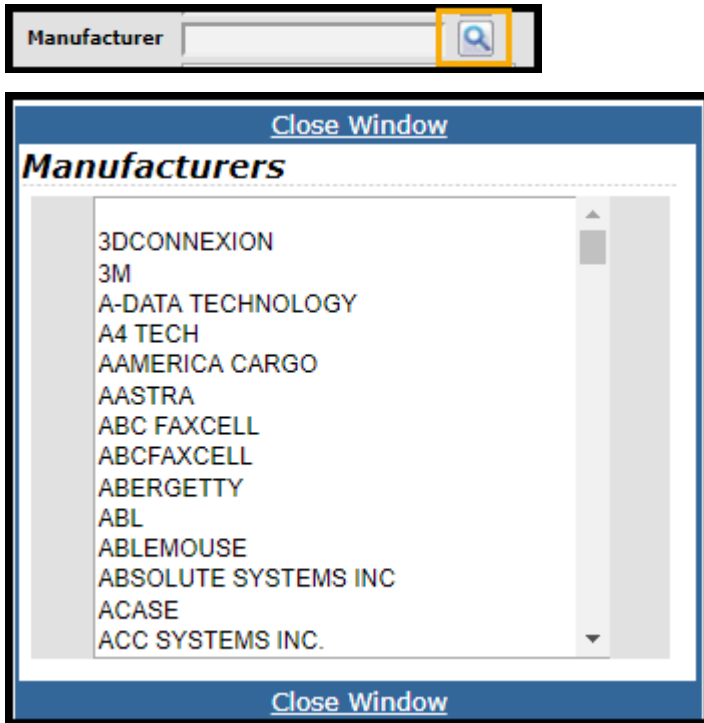 Manufacturer
Close Window
Manufacturers
3DCONNEXION
3M
A-DATA TECHNOLOGY
A4 TECH
AAMERICA CARGO
AASTRA
ABC FAXCELL
ABCFAXCELL
ABERGETTY
ABL
ABLEMOUSE
ABSOLUTE SYSTEMS INC
ACASE
ACC SYSTEMS INC.
Close Window